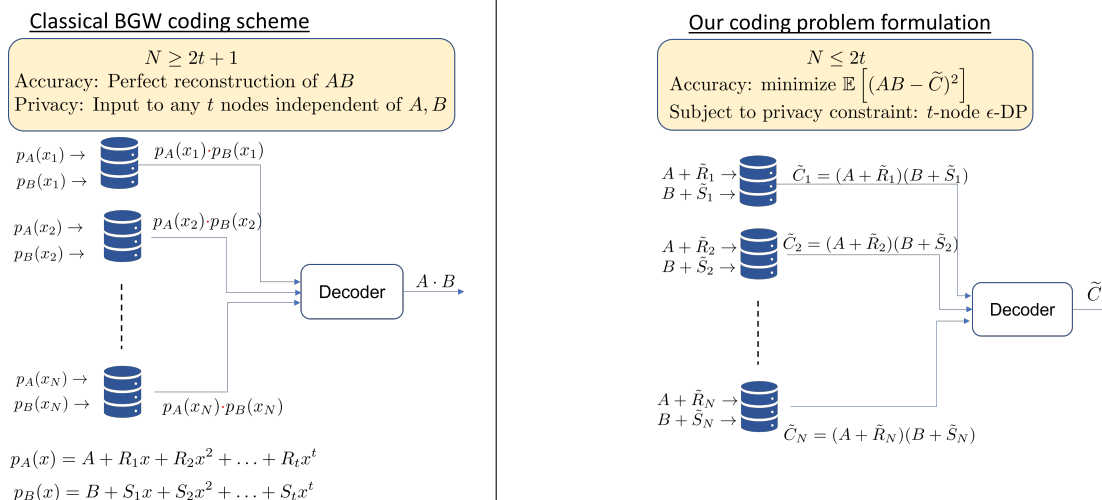 Classical BGW coding scheme
N ≥ 2t + 1
Accuracy: Perfect reconstruction of AB
Privacy: Input to any t nodes independent of A, B
p_A(x_1) →
p_B(x_1) →
p_A(x_1)·p_B(x_1)
p_A(x_2) →
p_B(x_2) →
p_A(x_2)·p_B(x_2)
Decoder
A · B
p_A(x_N) →
p_B(x_N) →
p_A(x_N)·p_B(x_N)
p_A(x) = A + R_1x + R_2x^2 + … + R_tx^t
p_B(x) = B + S_1x + S_2x^2 + … + S_tx^t
Our coding problem formulation
N ≤ 2t
Accuracy: minimize 𝔼[(AB − C̃)^2]
Subject to privacy constraint: t-node ϵ-DP
A + R̃_1 →
B + S̃_1 →
C̃_1 = (A + R̃_1)(B + S̃_1)
A + R̃_2 →
B + S̃_2 →
C̃_2 = (A + R̃_2)(B + S̃_2)
Decoder
C̃
A + R̃_N →
B + S̃_N →
C̃_N = (A + R̃_N)(B + S̃_N)